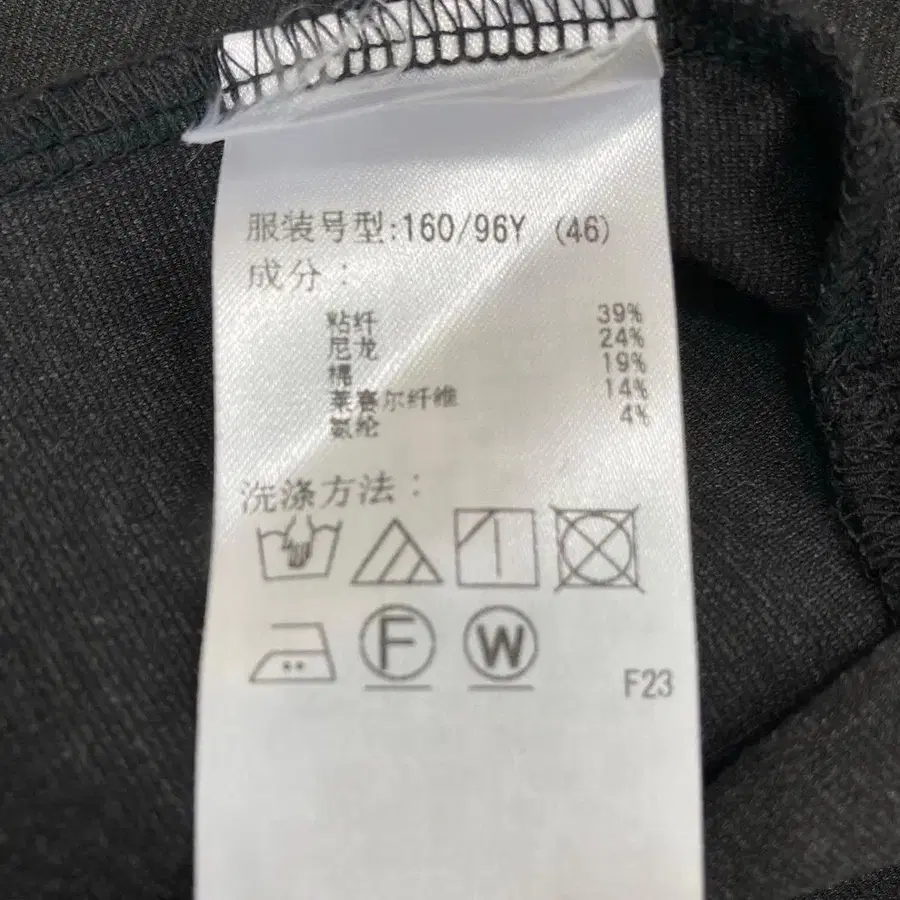 服装号型:160/96Y (46)
成分:
粘纤 39%
尼龙 24%
棉 19%
莱赛尔纤维 14%
氨纶 4%
洗涤方法:
F W
F23